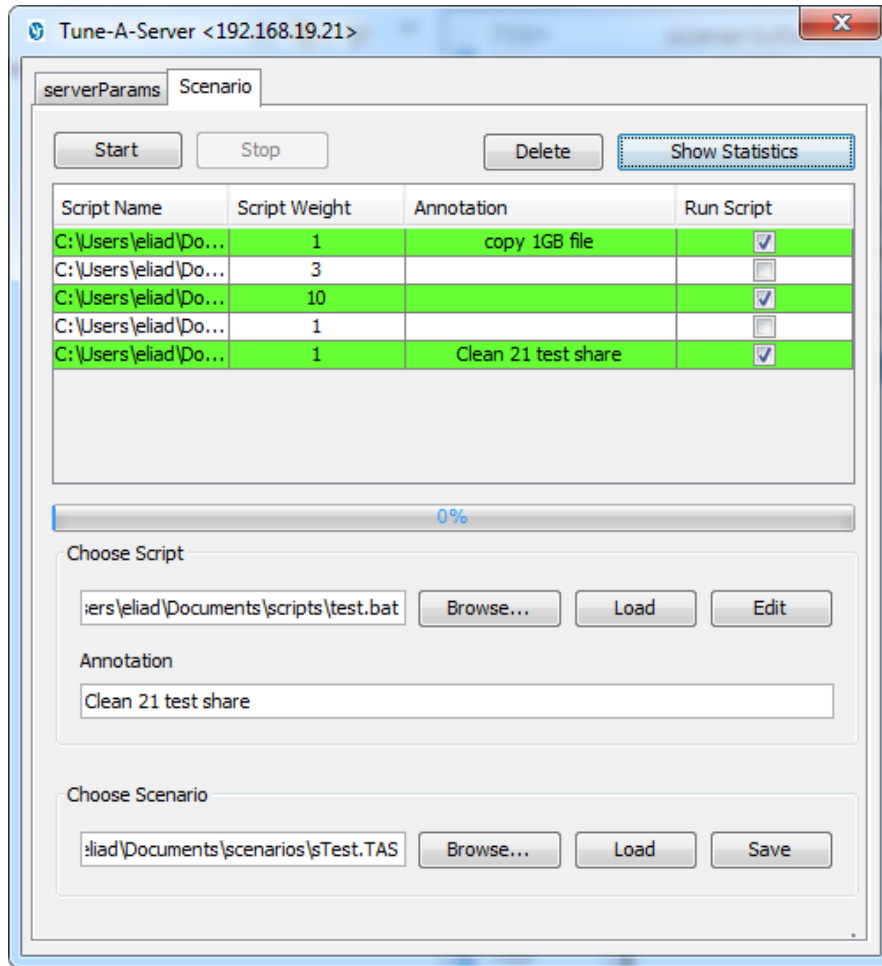 Tune-A-Server <192.168.19.21>
serverParams Scenario
Start Stop Delete Show Statistics
Script Name Script Weight Annotation Run Script
C:\Users\eliad\Do... 1 copy 1GB file
C:\Users\eliad\Do... 3
C:\Users\eliad\Do... 10
C:\Users\eliad\Do... 1
C:\Users\eliad\Do... 1 Clean 21 test share
0%
Choose Script
sers\eliad\Documents\scripts\test.bat Browse... Load Edit
Annotation
Clean 21 test share
Choose Scenario
eliad\Documents\scenarios\sTest.TAS Browse... Load Save